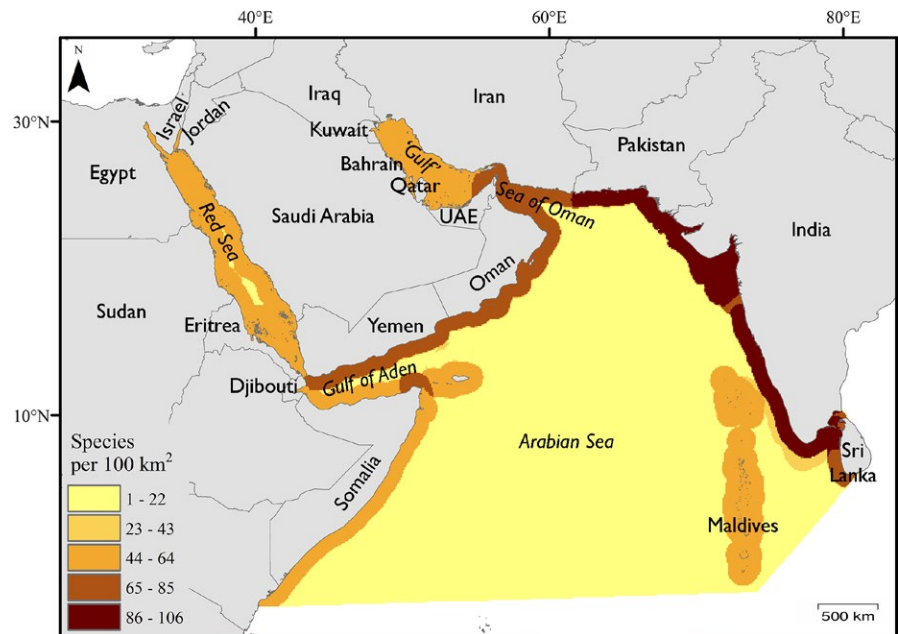 40°E 60°E 80°E
N
30°N
10°N
Israel
Jordan
Iraq
Iran
Kuwait
Pakistan
Egypt
Bahrain
'Gulf'
Qatar
UAE
Sea of Oman
Saudi Arabia
Red Sea
India
Oman
Sudan
Eritrea
Yemen
Djibouti
Gulf of Aden
Arabian Sea
Somalia
Sri
Lanka
Maldives
Species
per 100 km²
1 - 22
23 - 43
44 - 64
65 - 85
86 - 106
500 km